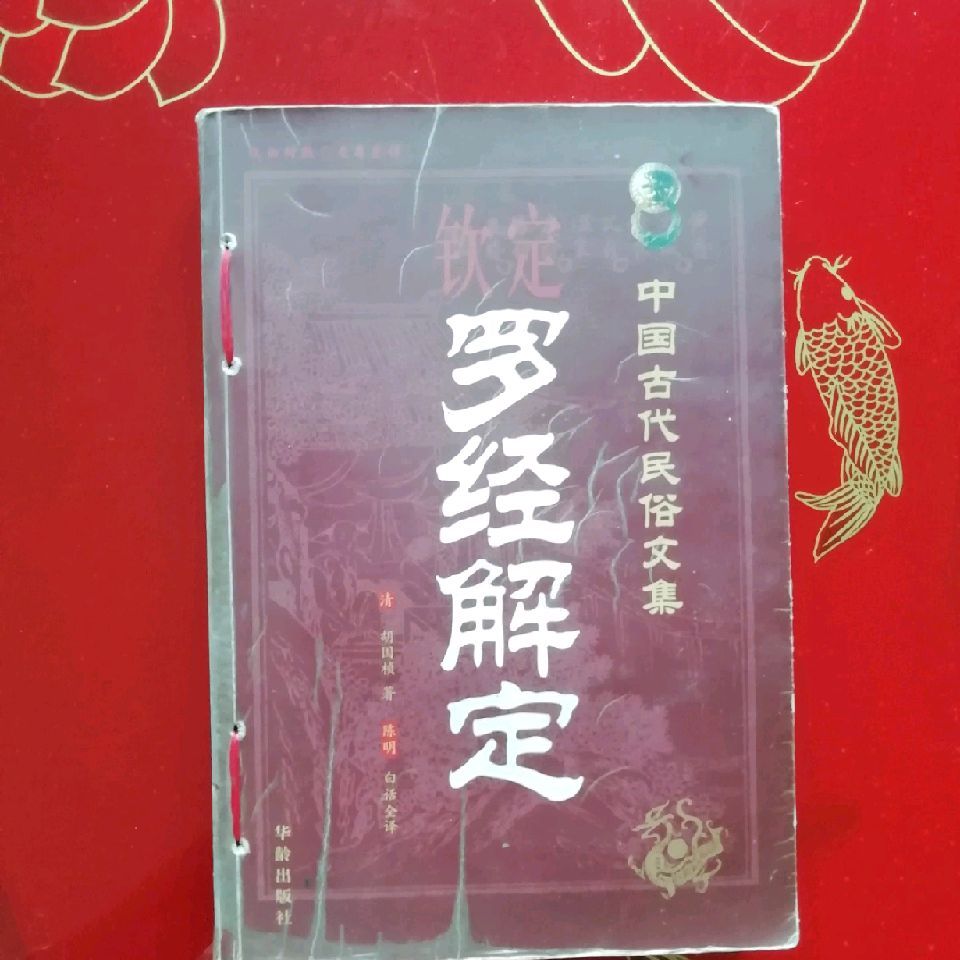 中国古代民俗文集
钦定
罗经解定
清 胡国桢 著
陈明 白话全译
华龄出版社